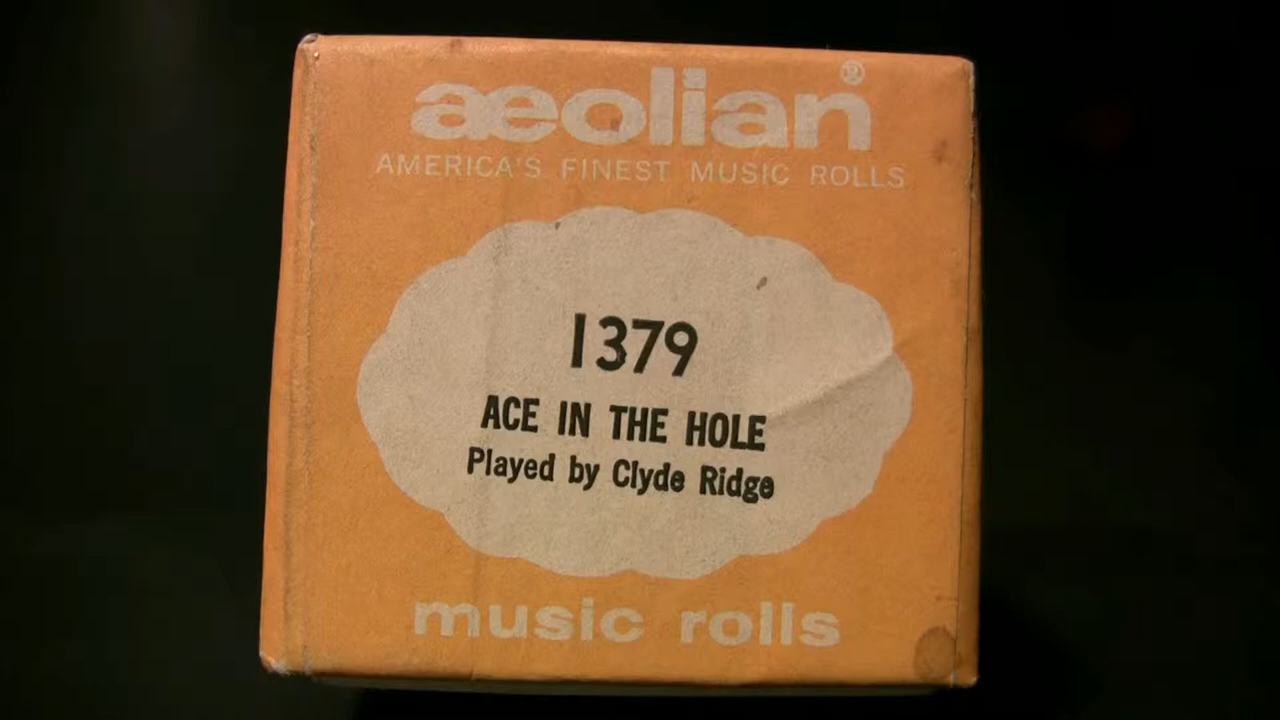 aeolian®
AMERICA'S FINEST MUSIC ROLLS
1379
ACE IN THE HOLE
Played by Clyde Ridge
music rolls